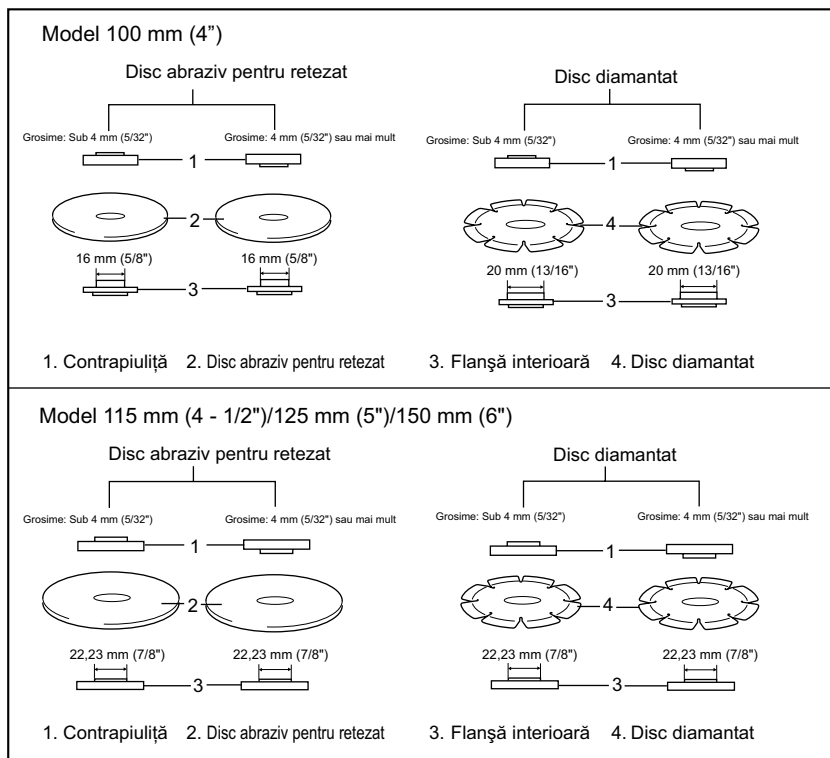 Model 100 mm (4”)
Disc abraziv pentru retezat
Disc diamantat
Grosime: Sub 4 mm (5/32")
Grosime: 4 mm (5/32") sau mai mult
Grosime: Sub 4 mm (5/32")
Grosime: 4 mm (5/32") sau mai mult
1
1
2
4
16 mm (5/8")
16 mm (5/8")
20 mm (13/16")
20 mm (13/16")
3
3
1. Contrapiuliţă 2. Disc abraziv pentru retezat 3. Flanşă interioară 4. Disc diamantat
Model 115 mm (4 - 1/2")/125 mm (5")/150 mm (6")
Disc abraziv pentru retezat
Disc diamantat
Grosime: Sub 4 mm (5/32")
Grosime: 4 mm (5/32") sau mai mult
Grosime: Sub 4 mm (5/32")
Grosime: 4 mm (5/32") sau mai mult
1
1
2
4
22,23 mm (7/8")
22,23 mm (7/8")
22,23 mm (7/8")
22,23 mm (7/8")
3
3
1. Contrapiuliţă 2. Disc abraziv pentru retezat 3. Flanşă interioară 4. Disc diamantat